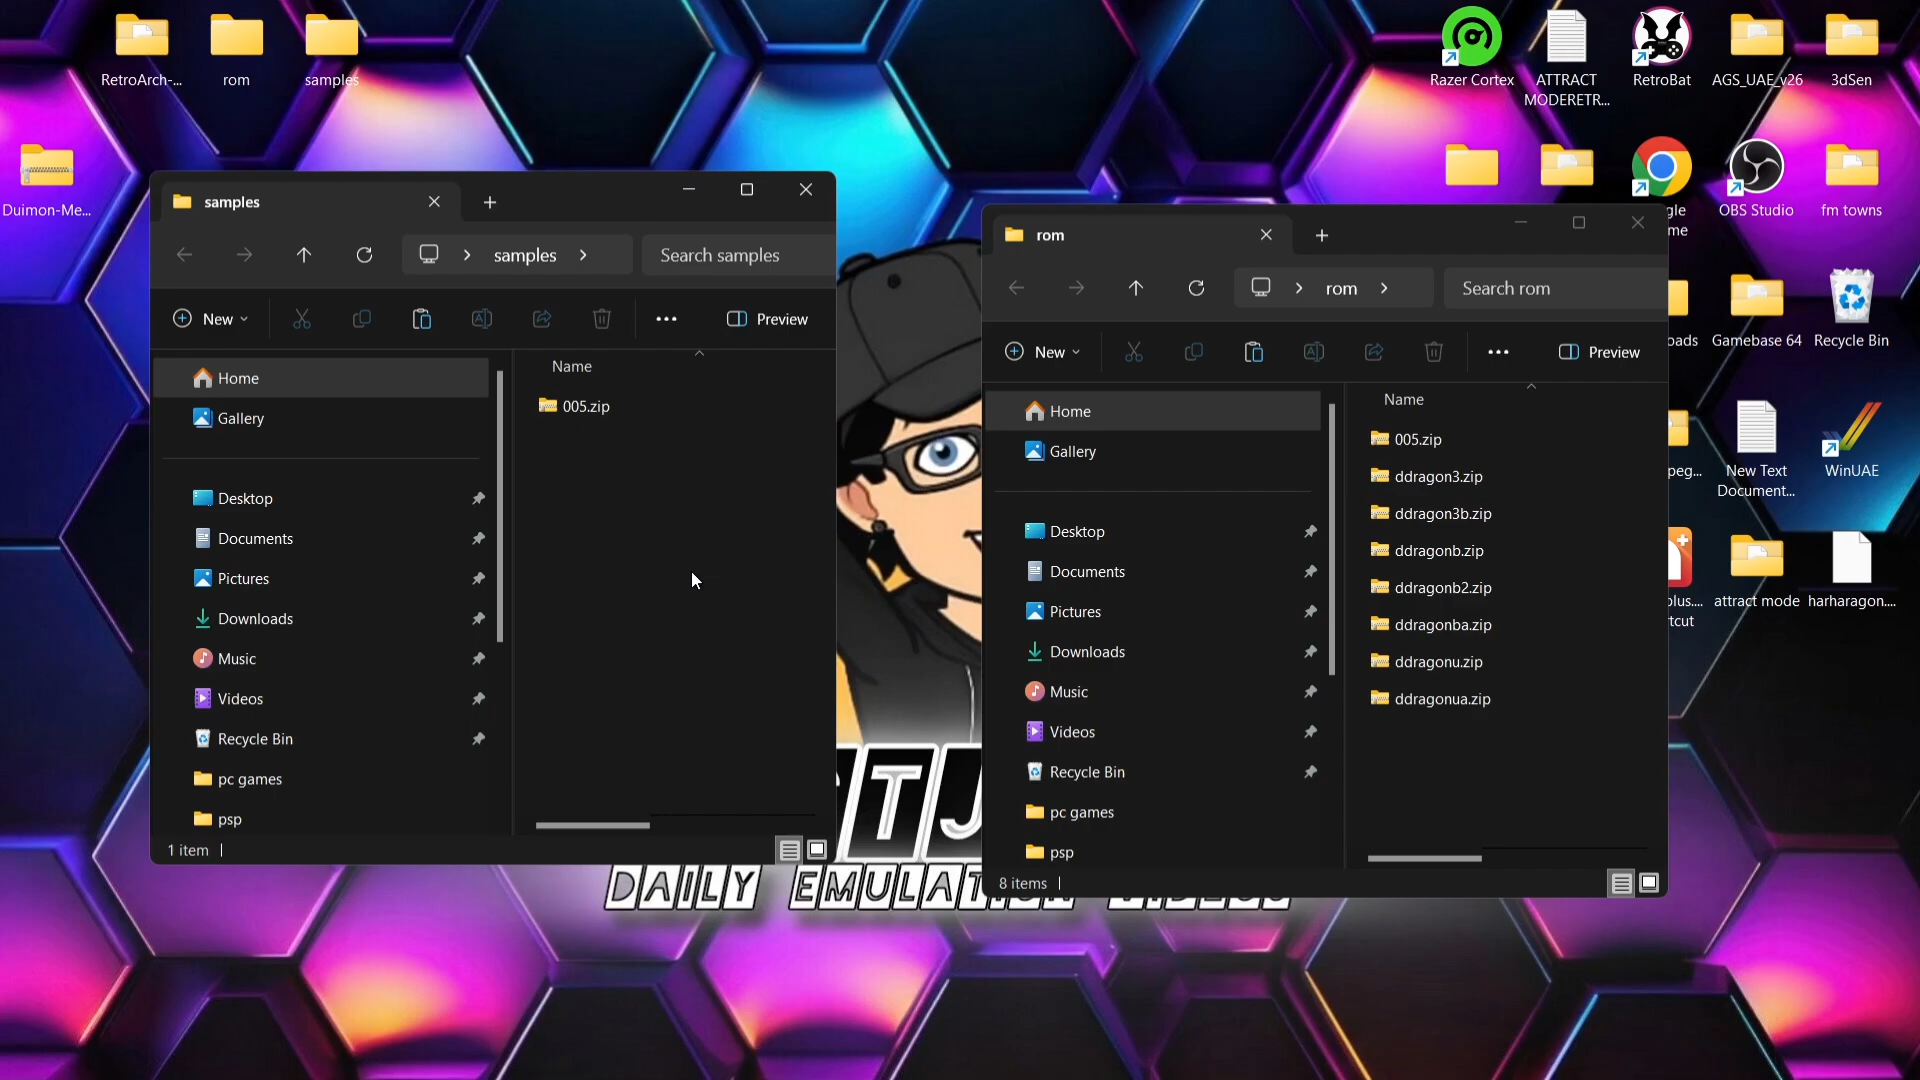 RetroArch-...
rom
samples
Razer Cortex
ATTRACT
MODERETR...
RetroBat
AGS_UAE_v26
3dSen
Duimon-Me...
OBS Studio
fm towns
Gamebase 64
Recycle Bin
New Text
Document...
WinUAE
attract mode
harharagon....
samples
samples
Search samples
New
Preview
Home
Gallery
Desktop
Documents
Pictures
Downloads
Music
Videos
Recycle Bin
pc games
psp
Name
005.zip
1 item
rom
rom
Search rom
New
Preview
Home
Gallery
Desktop
Documents
Pictures
Downloads
Music
Videos
Recycle Bin
pc games
psp
Name
005.zip
ddragon3.zip
ddragon3b.zip
ddragonb.zip
ddragonb2.zip
ddragonba.zip
ddragonu.zip
ddragonua.zip
8 items
DAILY